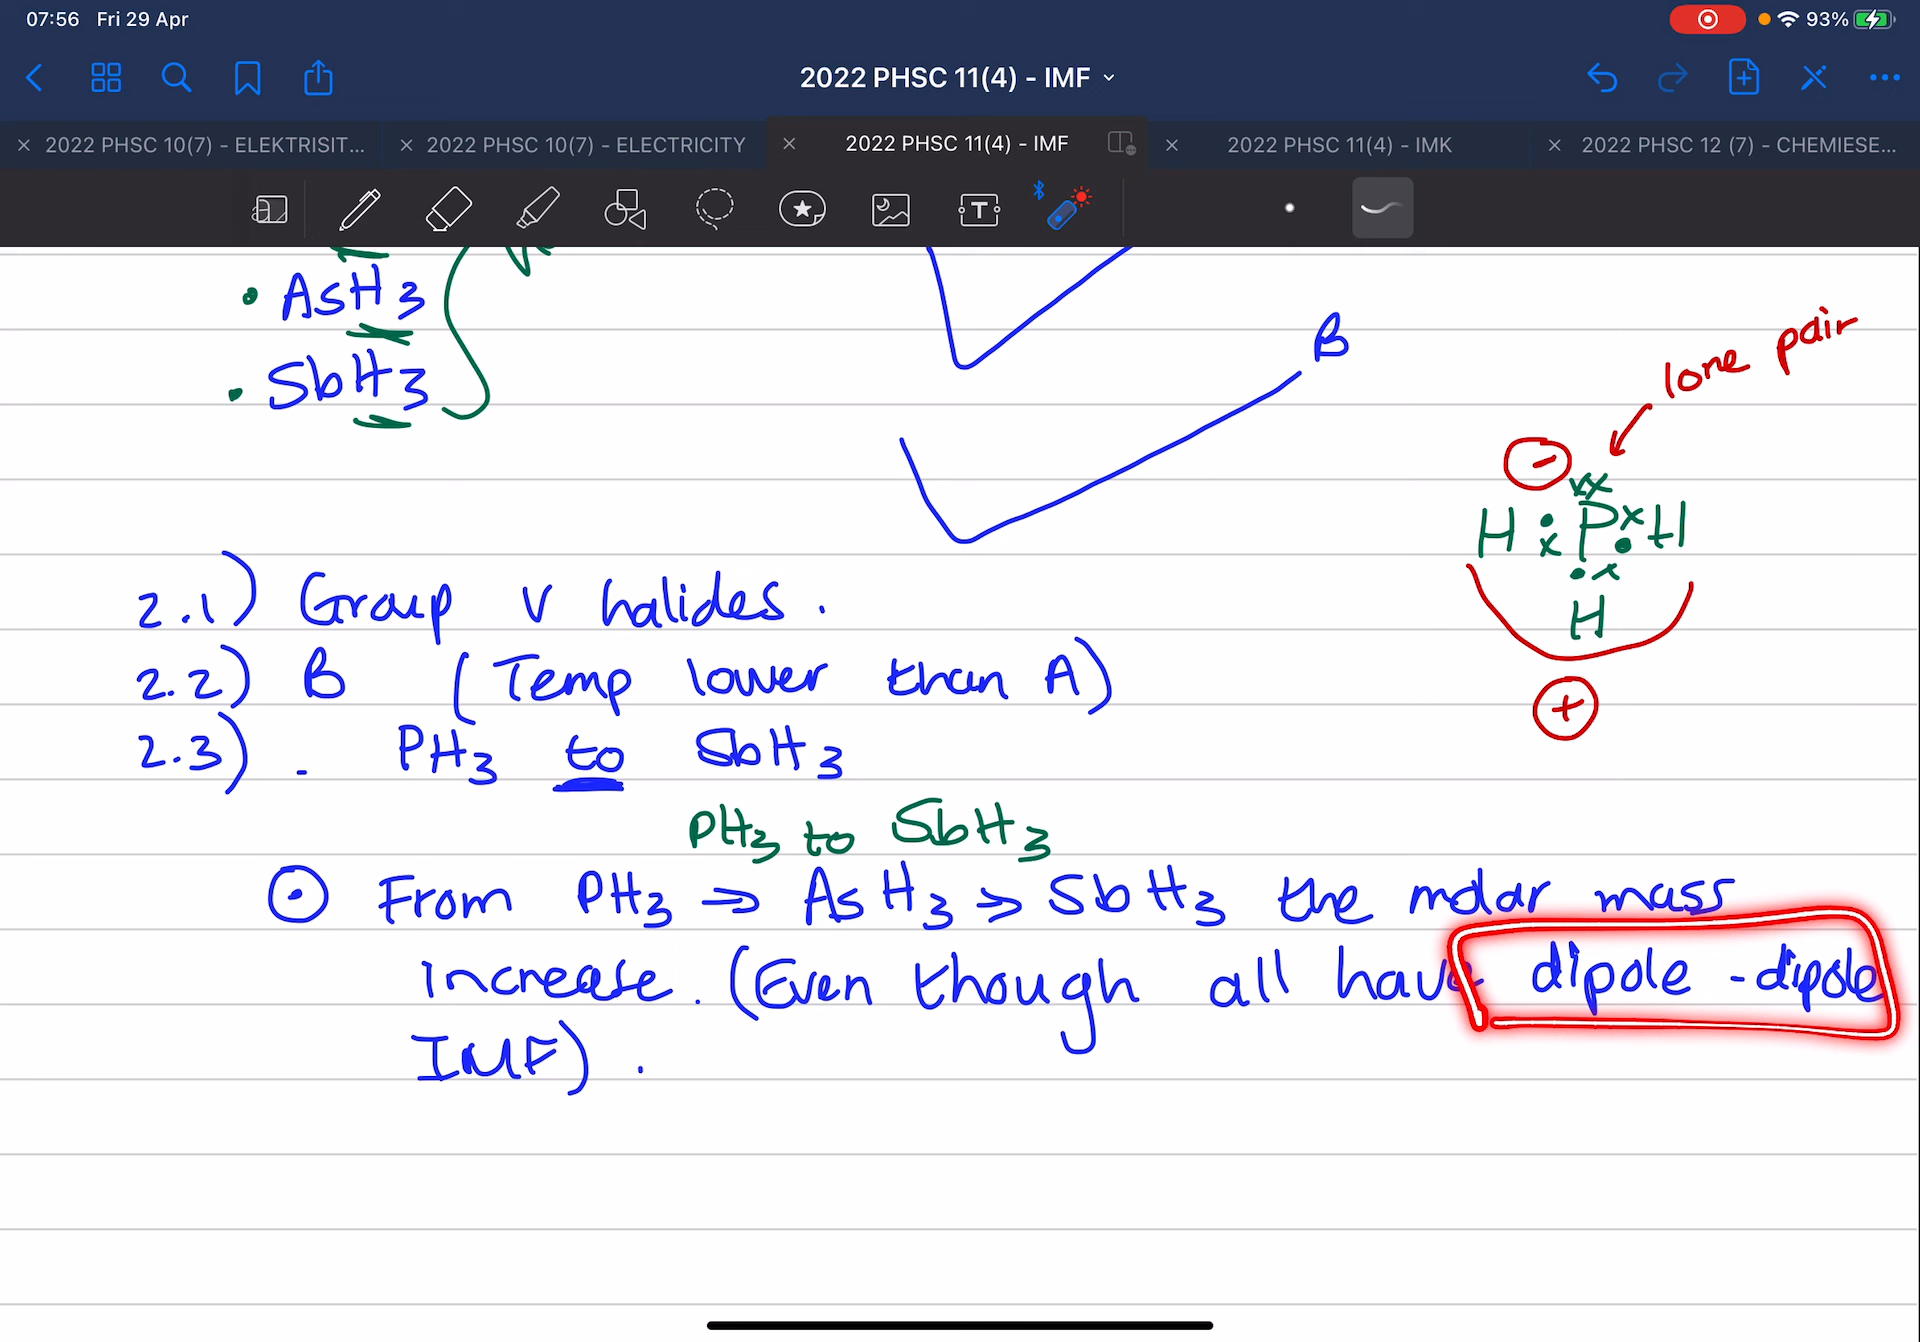 07:56 Fri 29 Apr
93%
2022 PHSC 11(4) - IMF
2022 PHSC 10(7) - ELEKTRISIT...
2022 PHSC 10(7) - ELECTRICITY
2022 PHSC 11(4) - IMF
2022 PHSC 11(4) - IMK
2022 PHSC 12 (7) - CHEMIESE...
T
• AsH3
• SbH3
B
lone pair
-
xx
H • x P x • H
• x
H
+
2.1) Group V halides.
2.2) B (Temp lower than A)
2.3) . PH3 to SbH3
PH3 to SbH3
From PH3 ⇒ AsH3 ⇒ SbH3 the molar mass
increase. (Even though all have dipole-dipole
IMF).